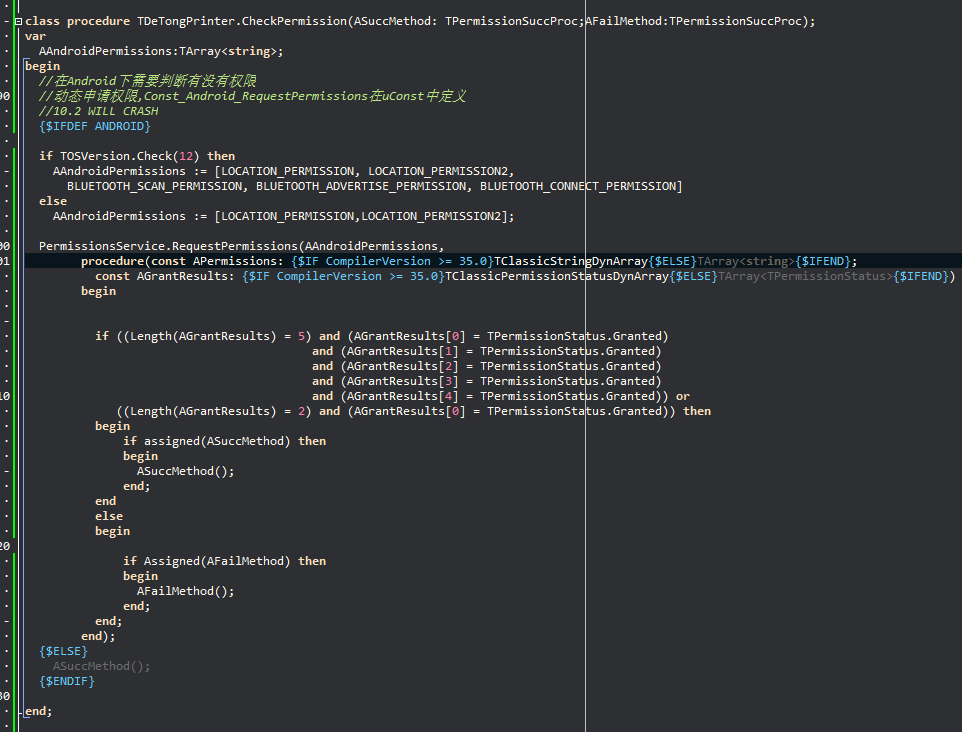 class procedure TDeTongPrinter.CheckPermission(ASuccMethod: TPermissionSuccProc;AFailMethod:TPermissionSuccProc);
var
  AAndroidPermissions:TArray<string>;
begin
  //在Android下需要判断有没有权限
90  //动态申请权限,Const_Android_RequestPermissions在uConst中定义
  //10.2 WILL CRASH
  {$IFDEF ANDROID}
  if TOSVersion.Check(12) then
    AAndroidPermissions := [LOCATION_PERMISSION, LOCATION_PERMISSION2,
      BLUETOOTH_SCAN_PERMISSION, BLUETOOTH_ADVERTISE_PERMISSION, BLUETOOTH_CONNECT_PERMISSION]
  else
    AAndroidPermissions := [LOCATION_PERMISSION,LOCATION_PERMISSION2];
00  PermissionsService.RequestPermissions(AAndroidPermissions,
01        procedure(const APermissions: {$IF CompilerVersion >= 35.0}TClassicStringDynArray{$ELSE}TArray<string>{$IFEND};
          const AGrantResults: {$IF CompilerVersion >= 35.0}TClassicPermissionStatusDynArray{$ELSE}TArray<TPermissionStatus>{$IFEND})
        begin
          if ((Length(AGrantResults) = 5) and (AGrantResults[0] = TPermissionStatus.Granted)
                                         and (AGrantResults[1] = TPermissionStatus.Granted)
                                         and (AGrantResults[2] = TPermissionStatus.Granted)
                                         and (AGrantResults[3] = TPermissionStatus.Granted)
10                                         and (AGrantResults[4] = TPermissionStatus.Granted)) or
             ((Length(AGrantResults) = 2) and (AGrantResults[0] = TPermissionStatus.Granted)) then
          begin
              if assigned(ASuccMethod) then
              begin
                ASuccMethod();
              end;
          end
          else
          begin
20
              if Assigned(AFailMethod) then
              begin
                AFailMethod();
              end;
          end;
        end);
  {$ELSE}
    ASuccMethod();
  {$ENDIF}
30
end;